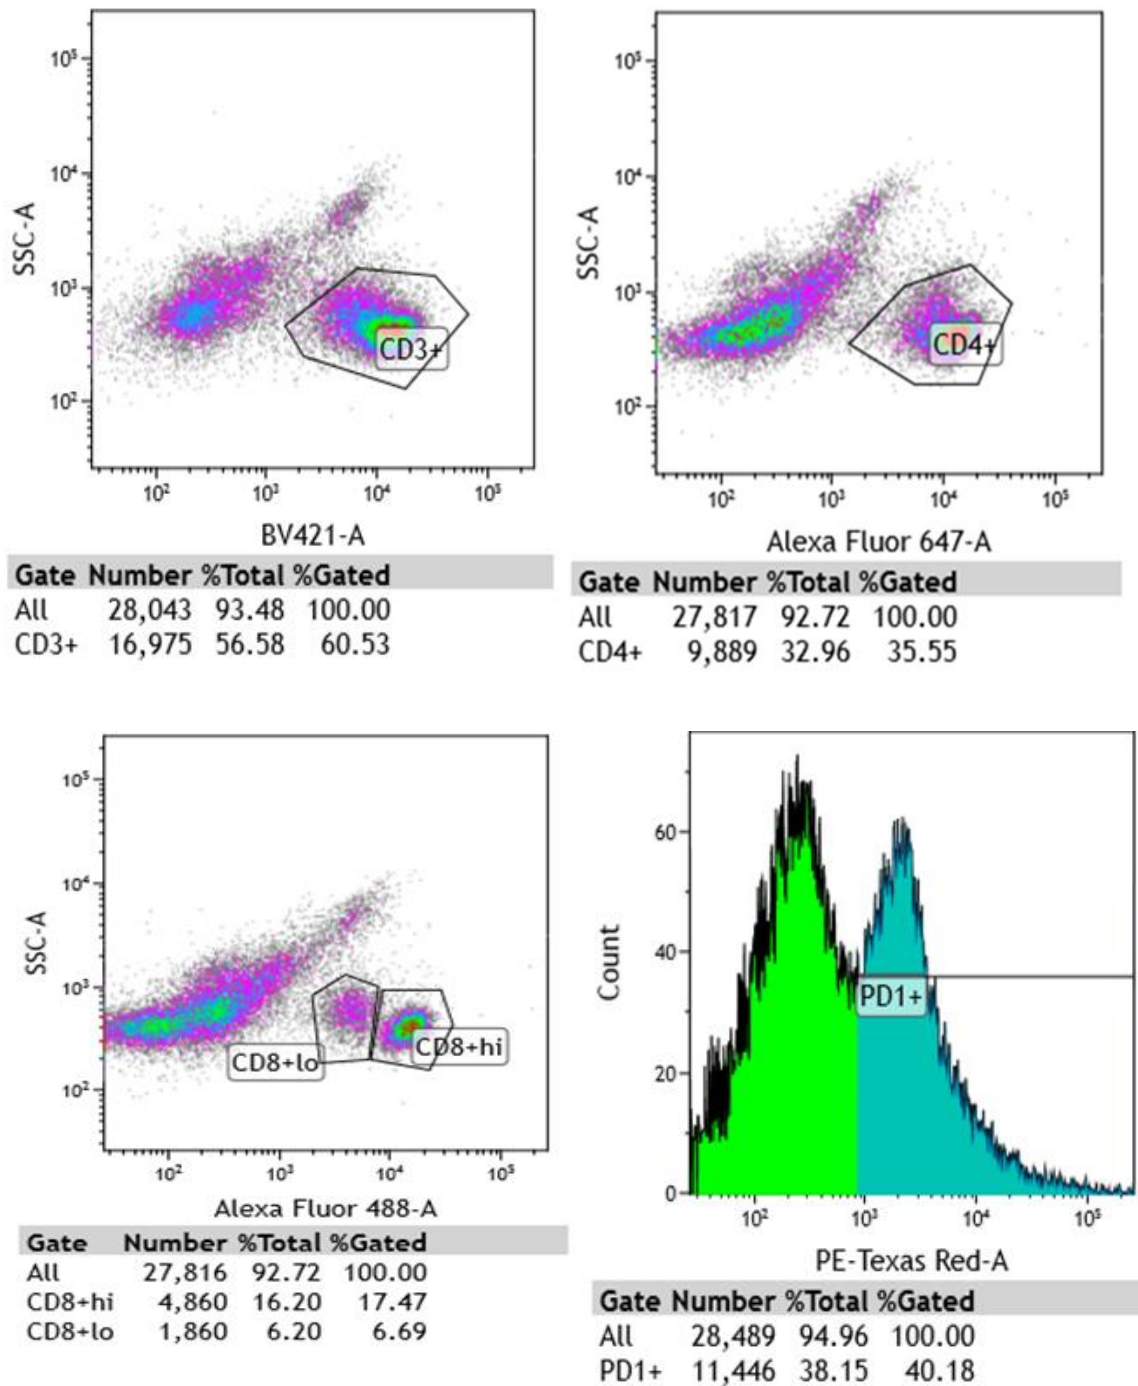 10⁵
10⁴
10³
10²
SSC-A
CD3+
10² 10³ 10⁴ 10⁵
BV421-A
Gate Number %Total %Gated
All 28,043 93.48 100.00
CD3+ 16,975 56.58 60.53
10⁵
10⁴
10³
10²
SSC-A
CD4+
10² 10³ 10⁴ 10⁵
Alexa Fluor 647-A
Gate Number %Total %Gated
All 27,817 92.72 100.00
CD4+ 9,889 32.96 35.55
10⁵
10⁴
10³
10²
SSC-A
CD8+lo
CD8+hi
10² 10³ 10⁴ 10⁵
Alexa Fluor 488-A
Gate Number %Total %Gated
All 27,816 92.72 100.00
CD8+hi 4,860 16.20 17.47
CD8+lo 1,860 6.20 6.69
60
40
20
0
Count
PD1+
10² 10³ 10⁴ 10⁵
PE-Texas Red-A
Gate Number %Total %Gated
All 28,489 94.96 100.00
PD1+ 11,446 38.15 40.18